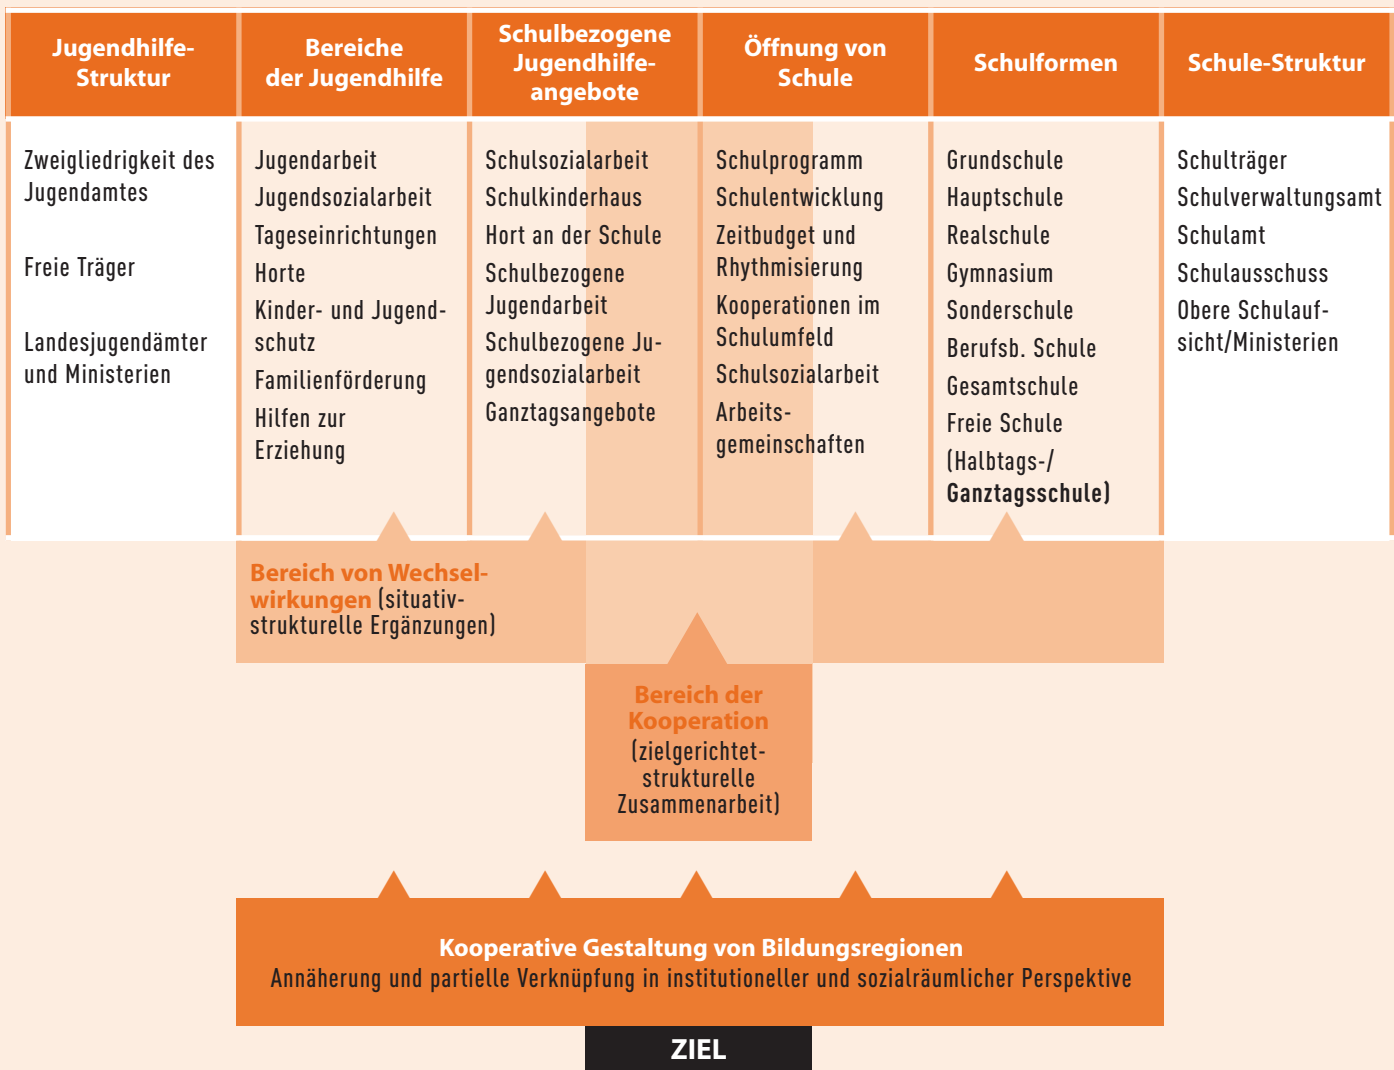 Jugendhilfe-
Struktur
Bereiche
der Jugendhilfe
Schulbezogene
Jugendhilfe-
angebote
Öffnung von
Schule
Schulformen
Schule-Struktur
Zweigliedrigkeit des
Jugendamtes
Freie Träger
Landesjugendämter
und Ministerien
Jugendarbeit
Jugendsozialarbeit
Tageseinrichtungen
Horte
Kinder- und Jugend-
schutz
Familienförderung
Hilfen zur
Erziehung
Schulsozialarbeit
Schulkinderhaus
Hort an der Schule
Schulbezogene
Jugendarbeit
Schulbezogene Ju-
gendsozialarbeit
Ganztagsangebote
Schulprogramm
Schulentwicklung
Zeitbudget und
Rhythmisierung
Kooperationen im
Schulumfeld
Schulsozialarbeit
Arbeits-
gemeinschaften
Grundschule
Hauptschule
Realschule
Gymnasium
Sonderschule
Berufsb. Schule
Gesamtschule
Freie Schule
(Halbtags-/
Ganztagsschule)
Schulträger
Schulverwaltungsamt
Schulamt
Schulausschuss
Obere Schulauf-
sicht/Ministerien
Bereich von Wechsel-
wirkungen (situativ-
strukturelle Ergänzungen)
Bereich der
Kooperation
(zielgerichtet-
strukturelle
Zusammenarbeit)
Kooperative Gestaltung von Bildungsregionen
Annäherung und partielle Verknüpfung in institutioneller und sozialräumlicher Perspektive
ZIEL